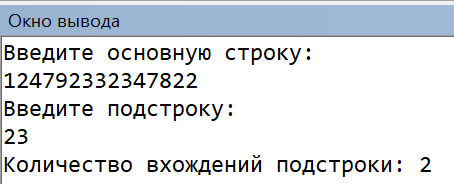 Окно вывода
Введите основную строку:
124792332347822
Введите подстроку:
23
Количество вхождений подстроки: 2